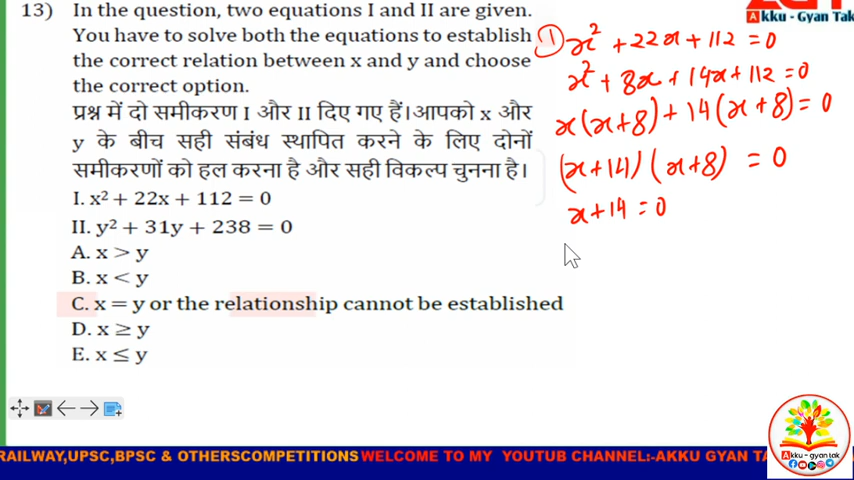 13) In the question, two equations I and II are given.
You have to solve both the equations to establish
the correct relation between x and y and choose
the correct option.
प्रश्न में दो समीकरण I और II दिए गए हैं। आपको x और
y के बीच सही संबंध स्थापित करने के लिए दोनों
समीकरणों को हल करना है और सही विकल्प चुनना है।
I. x² + 22x + 112 = 0
II. y² + 31y + 238 = 0
A. x > y
B. x < y
C. x = y or the relationship cannot be established
D. x ≥ y
E. x ≤ y
① x² + 22x + 112 = 0
x² + 8x + 14x + 112 = 0
x(x+8) + 14(x+8) = 0
(x+14) (x+8) = 0
x+14 = 0
Akku - Gyan Tak
Akku - gyan tak
RAILWAY,UPSC,BPSC & OTHERSCOMPETITIONS WELCOME TO MY YOUTUB CHANNEL:-AKKU GYAN TA